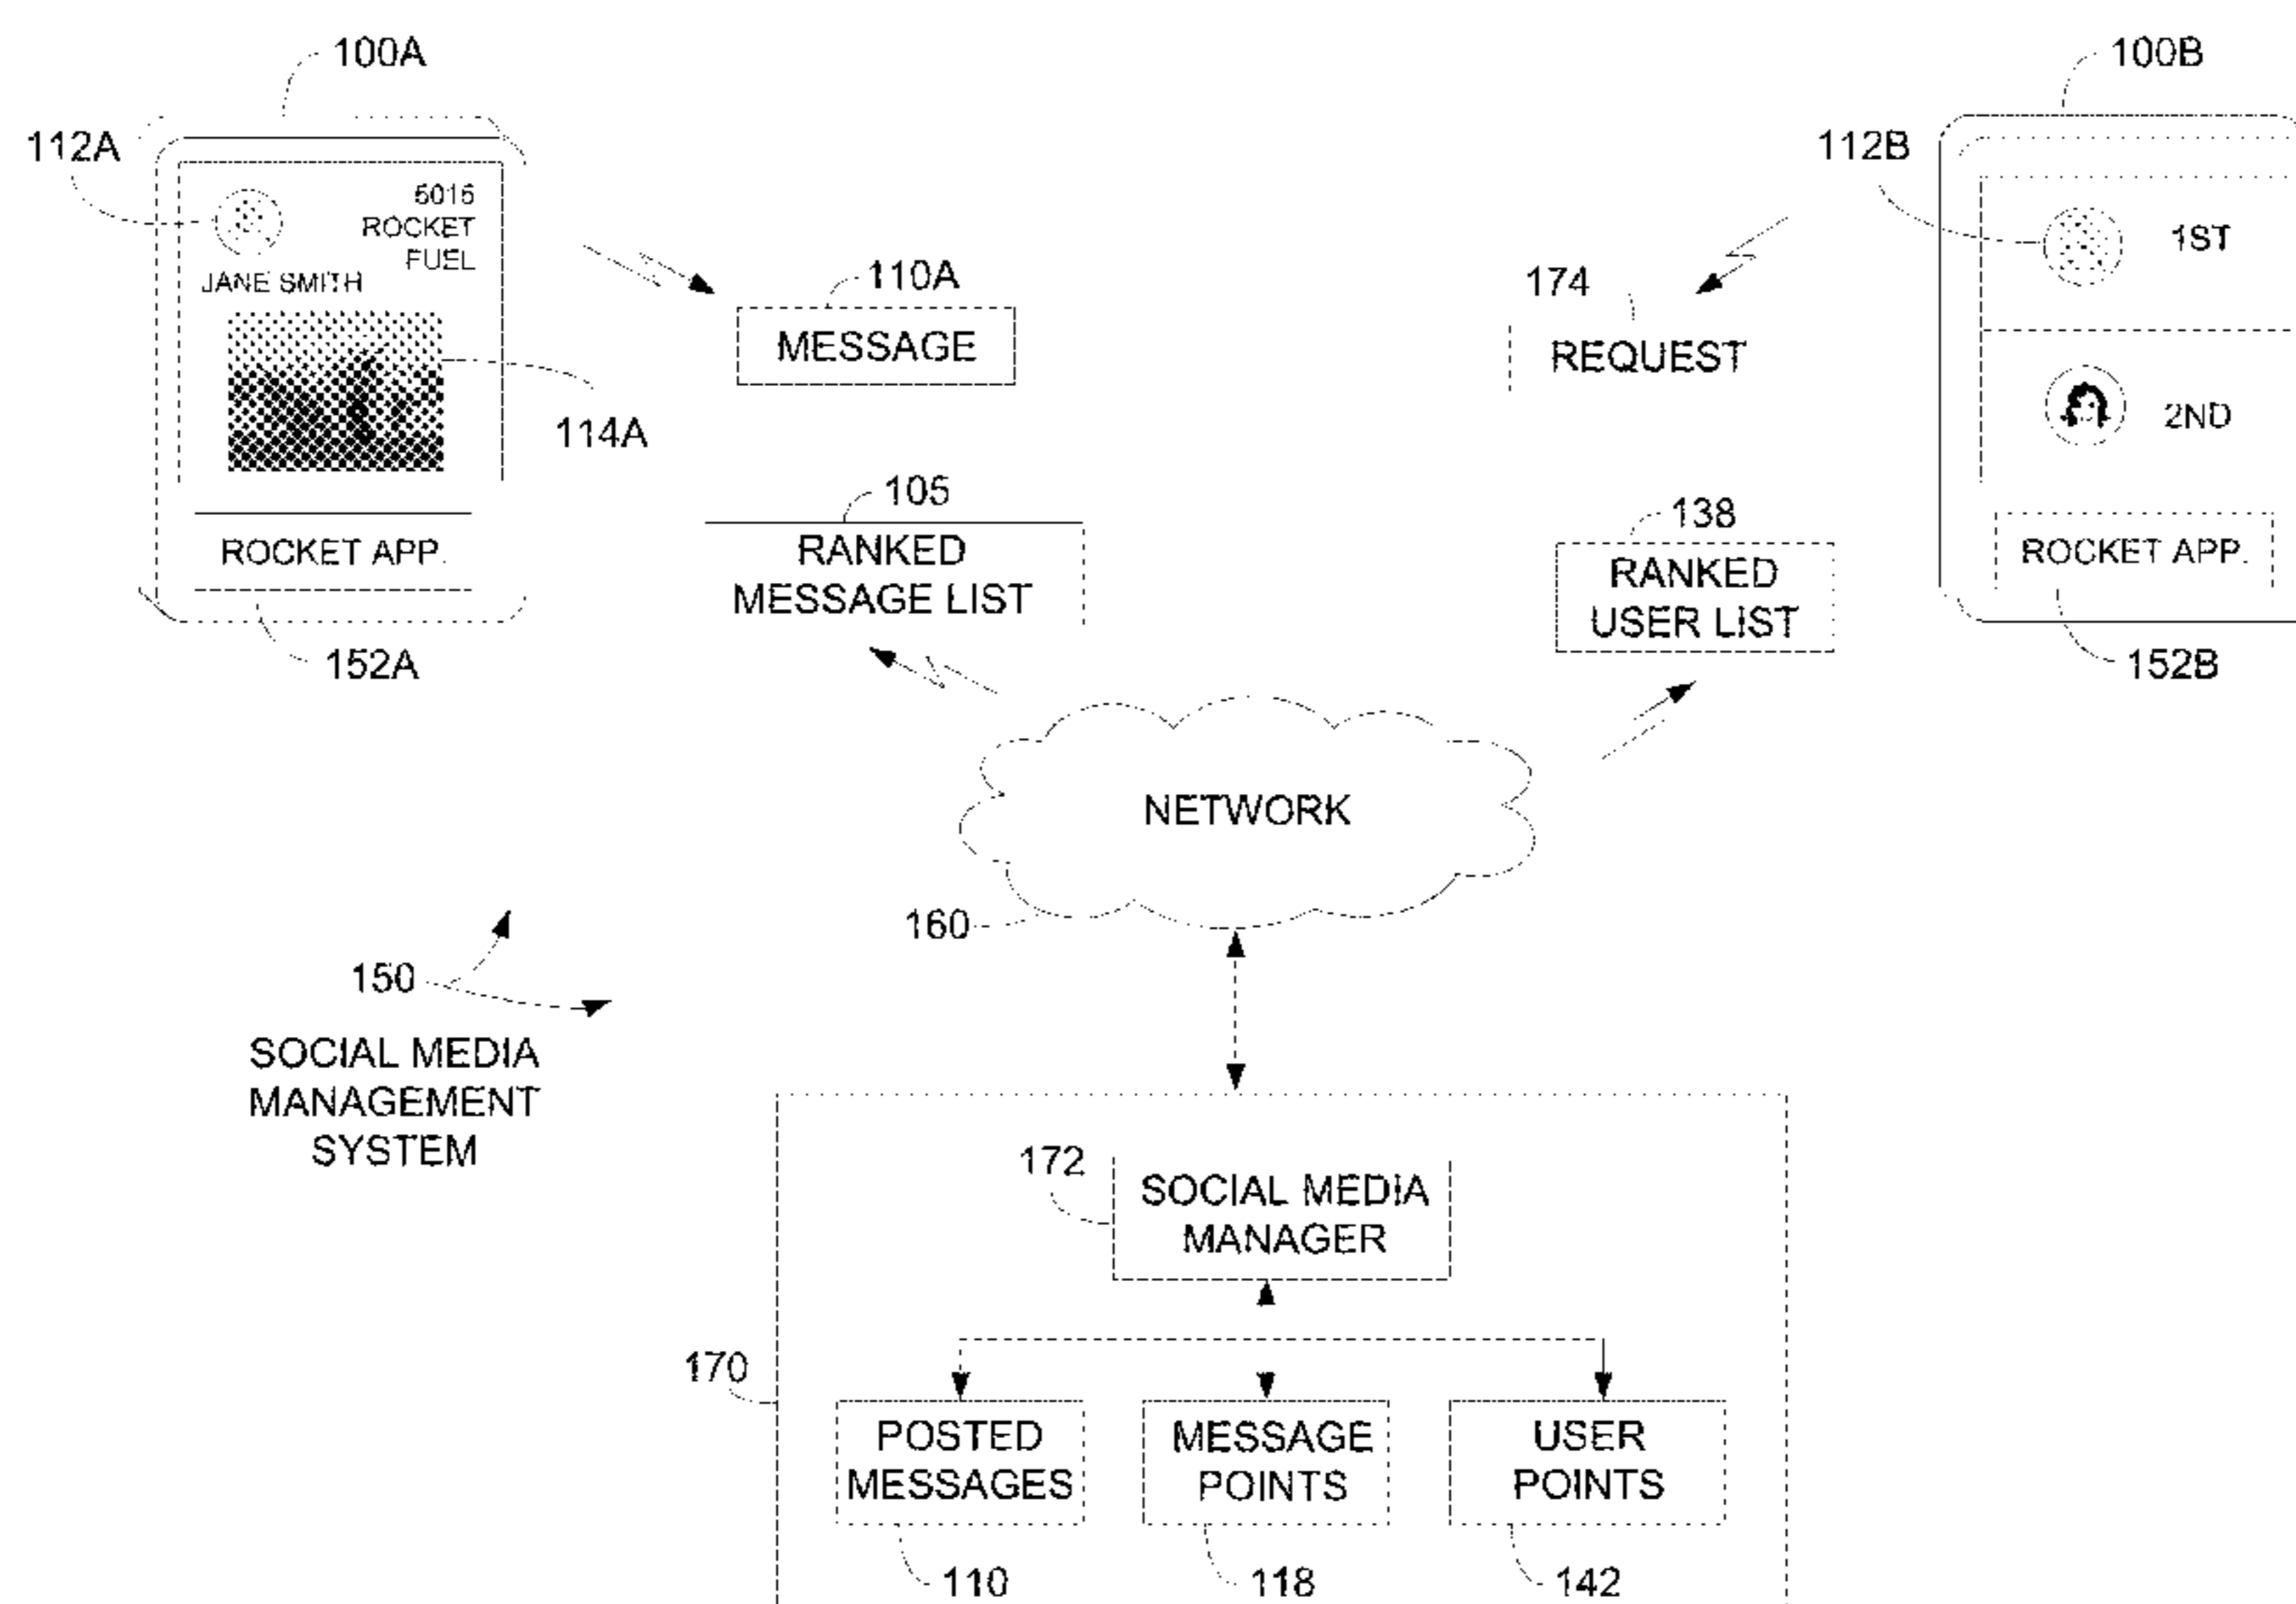 100A
100B
112A
112B
5015
ROCKET
FUEL
JANE SMITH
1ST
110A
MESSAGE
174
REQUEST
2ND
114A
105
RANKED
MESSAGE LIST
138
RANKED
USER LIST
ROCKET APP.
ROCKET APP.
152A
152B
NETWORK
160
150
SOCIAL MEDIA
MANAGEMENT
SYSTEM
172
SOCIAL MEDIA
MANAGER
170
POSTED
MESSAGES
MESSAGE
POINTS
USER
POINTS
110
118
142